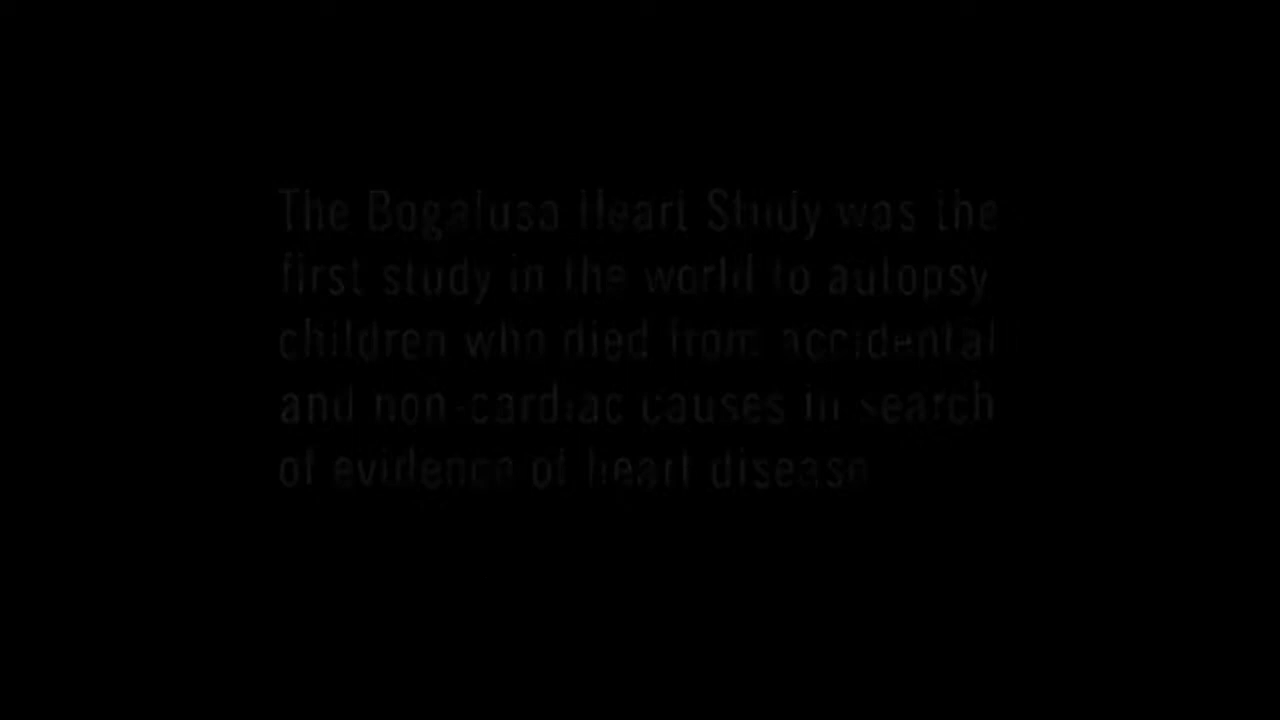 The Bogalusa Heart Study was the
first study in the world to autopsy
children who died from accidental
and non-cardiac causes in search
of evidence of heart disease